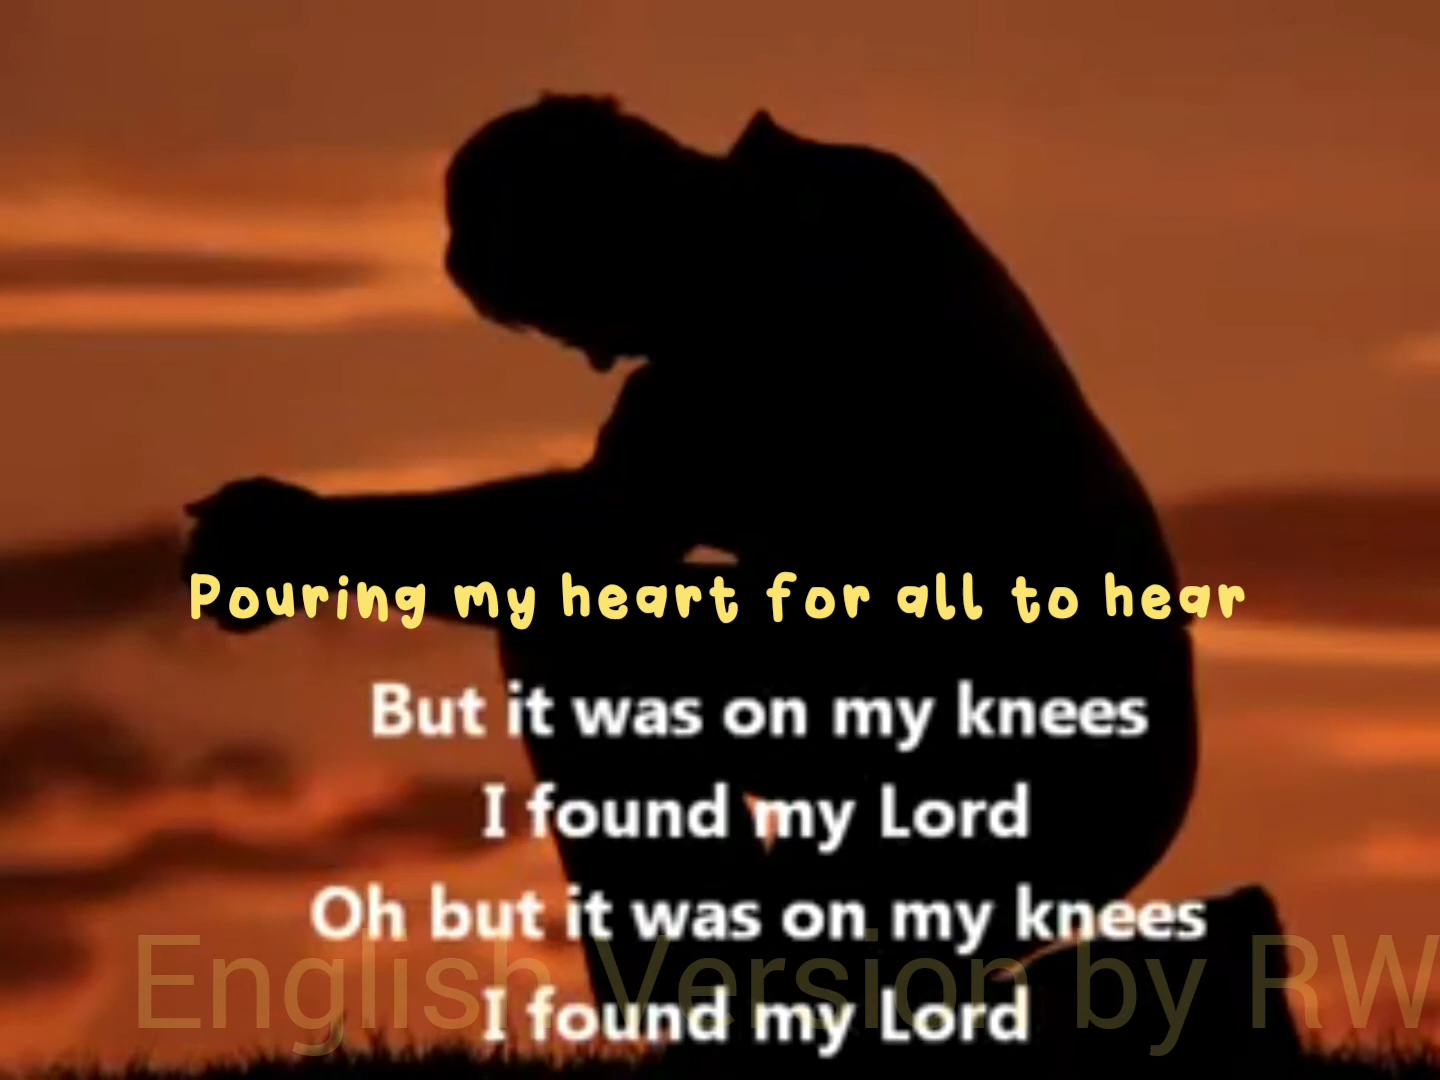 Pouring my heart for all to hear
But it was on my knees
I found my Lord
Oh but it was on my knees
English Version by RW
I found my Lord